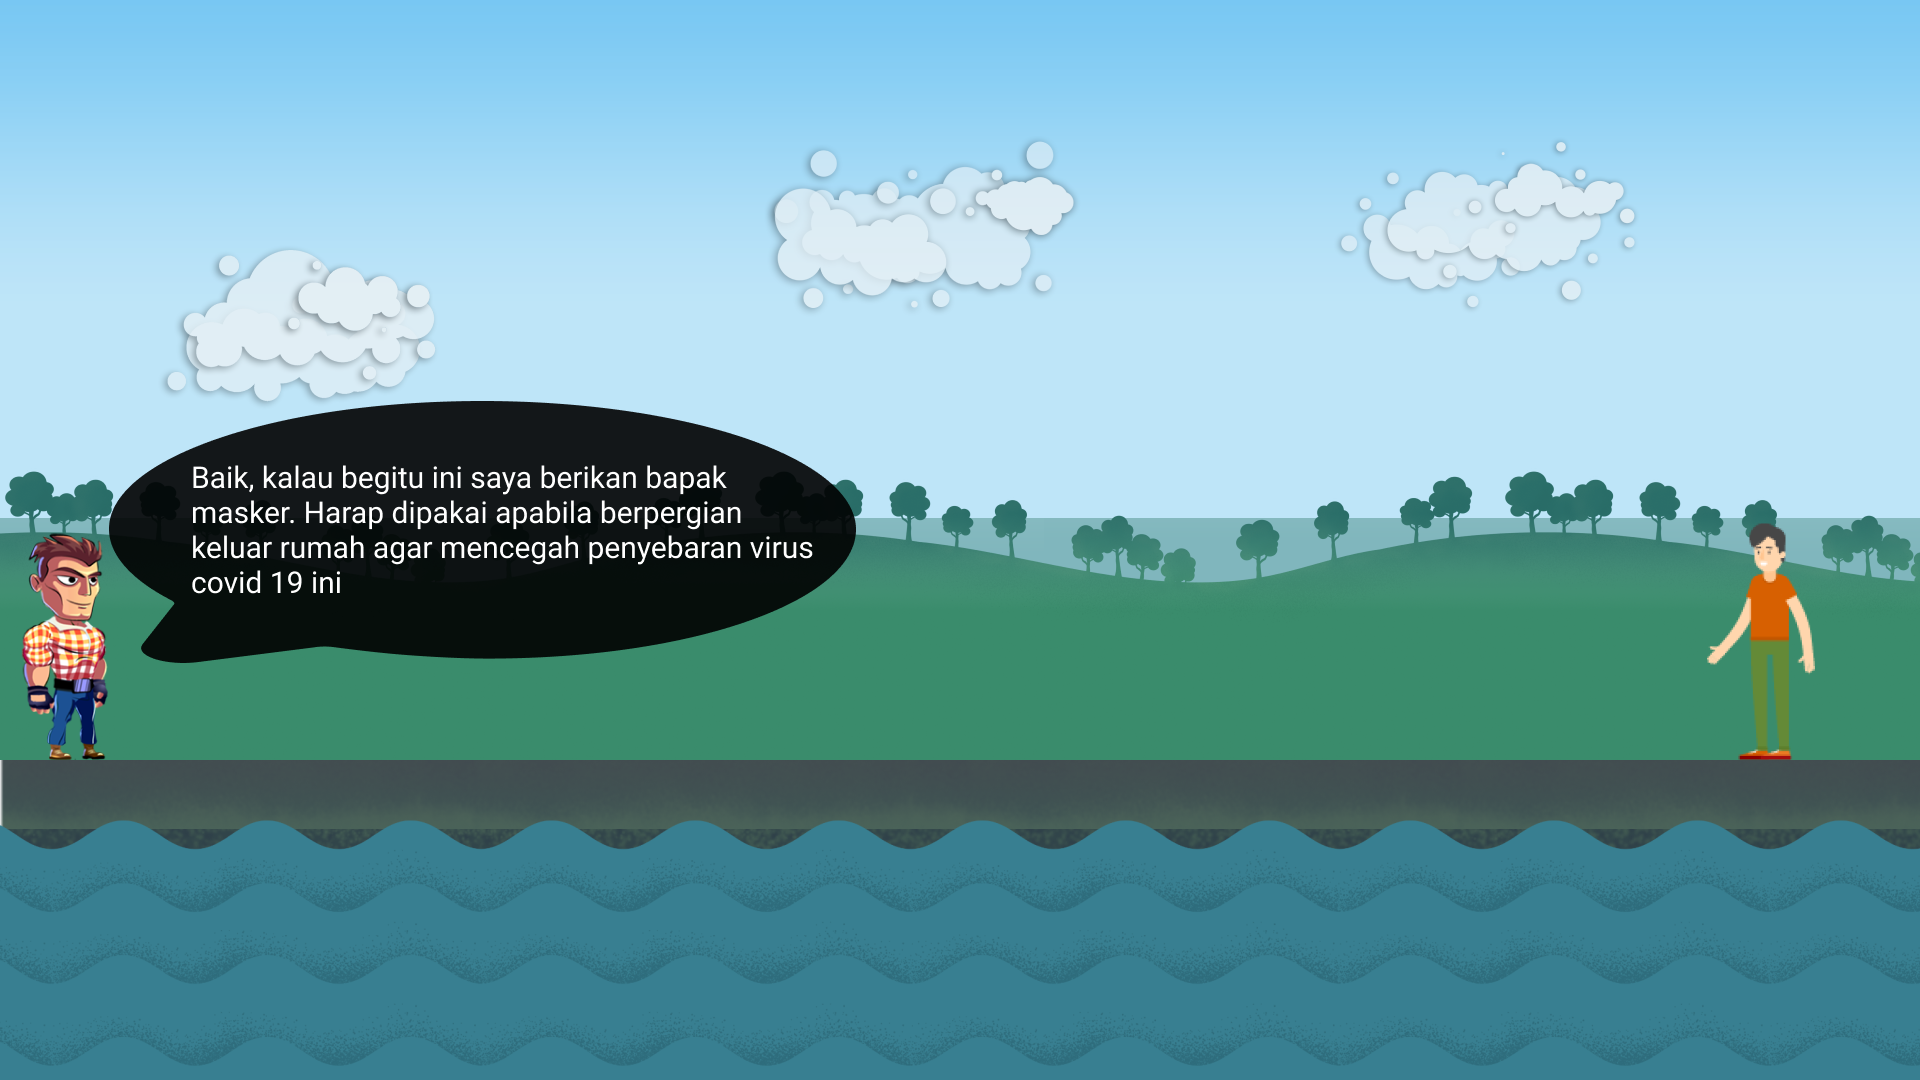 Baik, kalau begitu ini saya berikan bapak
masker. Harap dipakai apabila berpergian
keluar rumah agar mencegah penyebaran virus
covid 19 ini